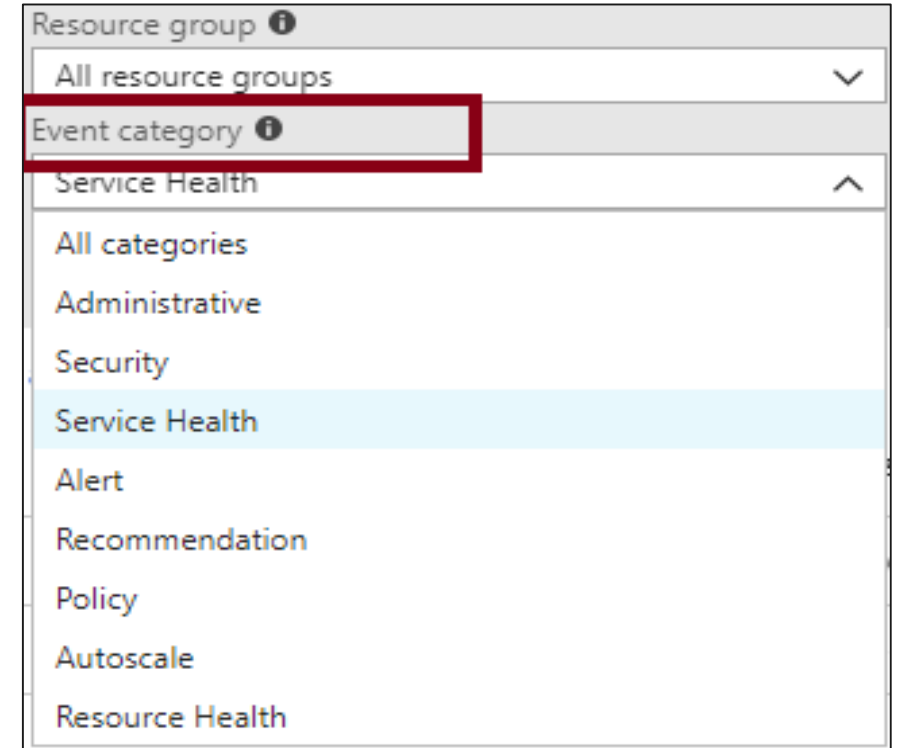 Resource group
All resource groups
Event category
Service Health
All categories
Administrative
Security
Service Health
Alert
Recommendation
Policy
Autoscale
Resource Health